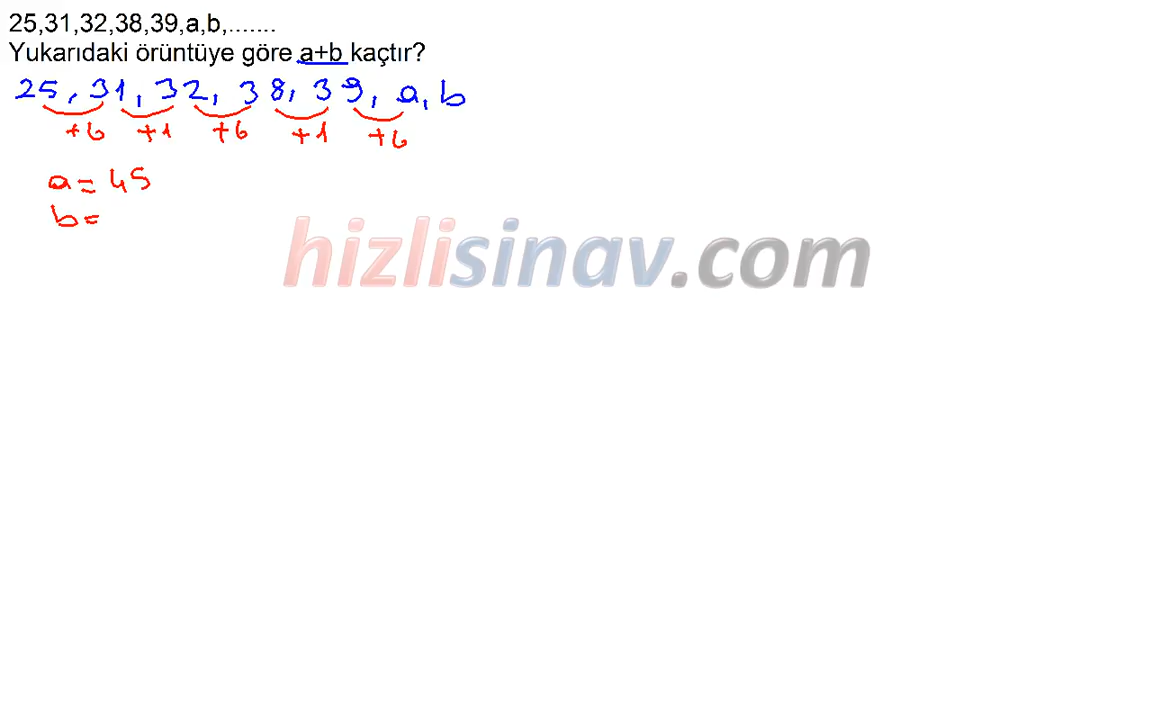 25,31,32,38,39,a,b,.......
Yukarıdaki örüntüye göre a+b kaçtır?
25, 31, 32, 38, 39, a, b
+6 +1 +6 +1 +6
a = 45
b =
hizlisinav.com